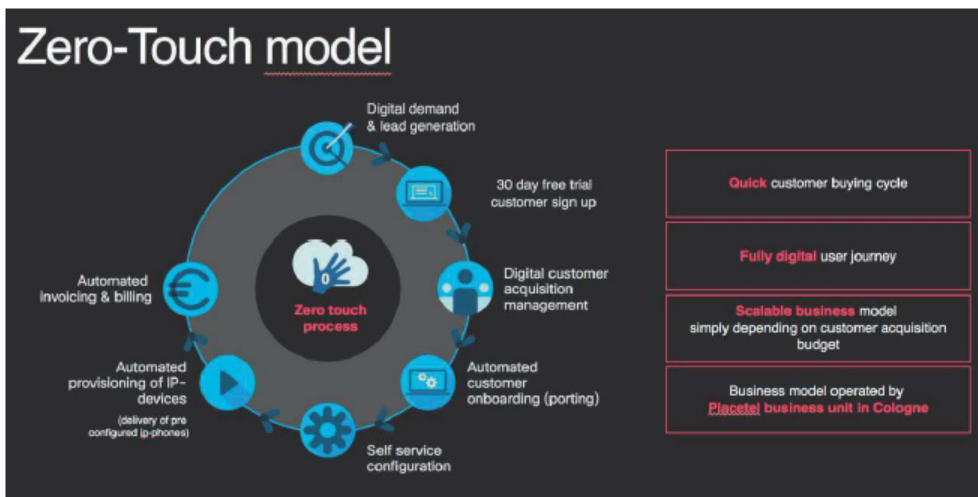 Zero-Touch model
Digital demand
& lead generation
30 day free trial
customer sign up
Digital customer
acquisition
management
Automated
customer
onboarding (porting)
Self service
configuration
Automated
provisioning of IP-
devices
(delivery of pre
configured ip-phones)
Automated
invoicing & billing
0
Zero touch
process
Quick customer buying cycle
Fully digital user journey
Scalable business model
simply depending on customer acquisition
budget
Business model operated by
Placetel business unit in Cologne